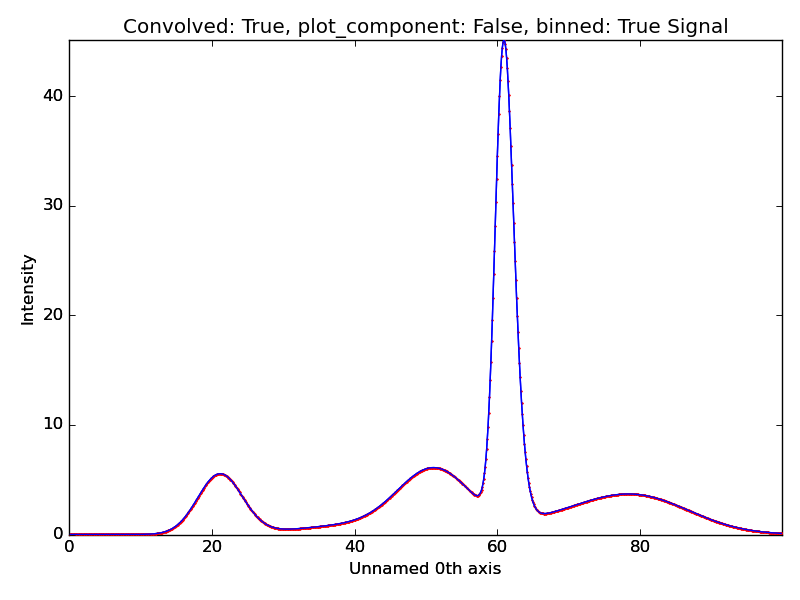 Convolved: True, plot_component: False, binned: True Signal
40
30
20
10
0
Intensity
0 20 40 60 80
Unnamed 0th axis